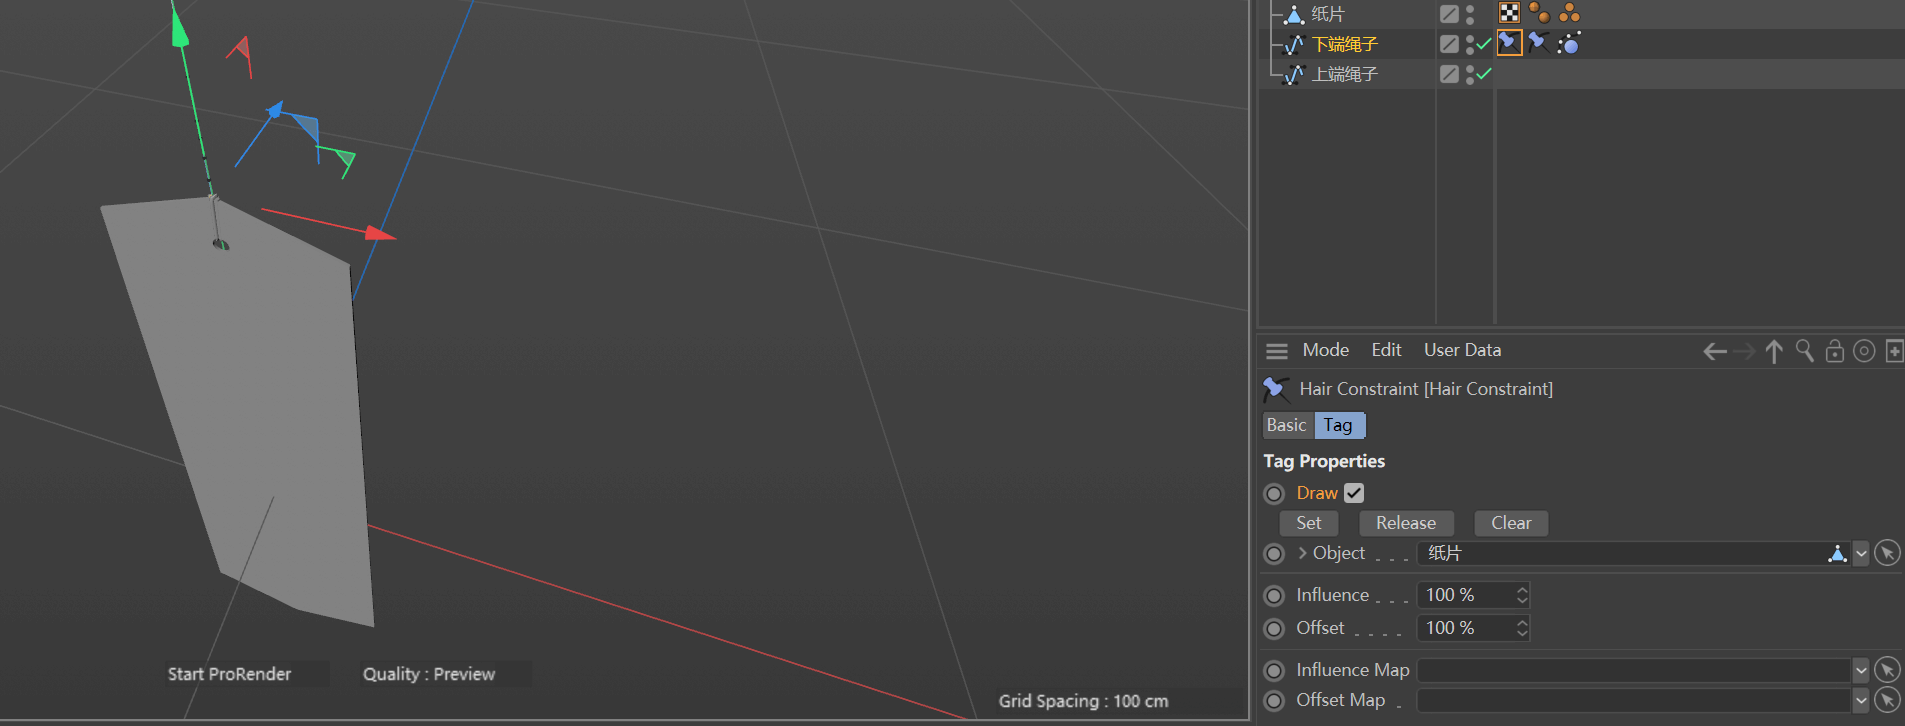 纸片
下端绳子
上端绳子
Mode Edit User Data
Hair Constraint [Hair Constraint]
Basic Tag
Tag Properties
Draw
Set Release Clear
Object 纸片
Influence 100 %
Offset 100 %
Influence Map
Offset Map
Start ProRender Quality : Preview
Grid Spacing : 100 cm